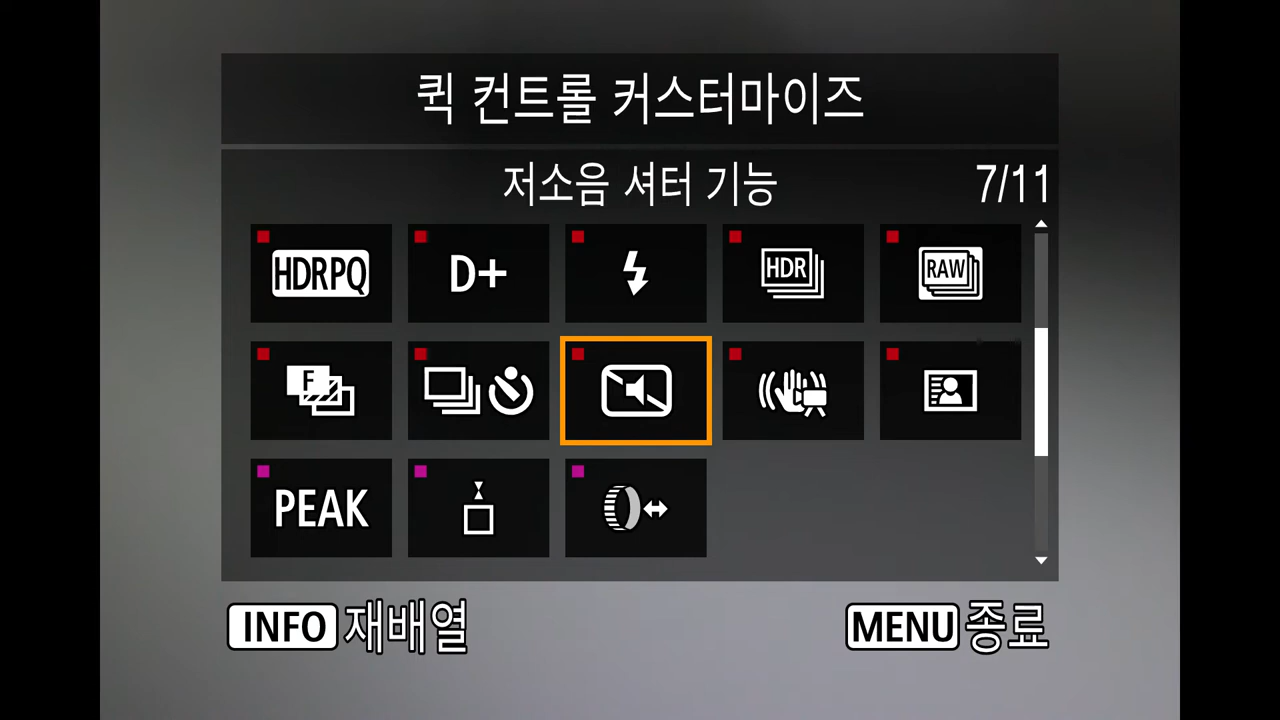 퀵 컨트롤 커스터마이즈
저소음 셔터 기능 7/11
HDRPQ D+ HDR RAW
F
PEAK
INFO 재배열 MENU 종료